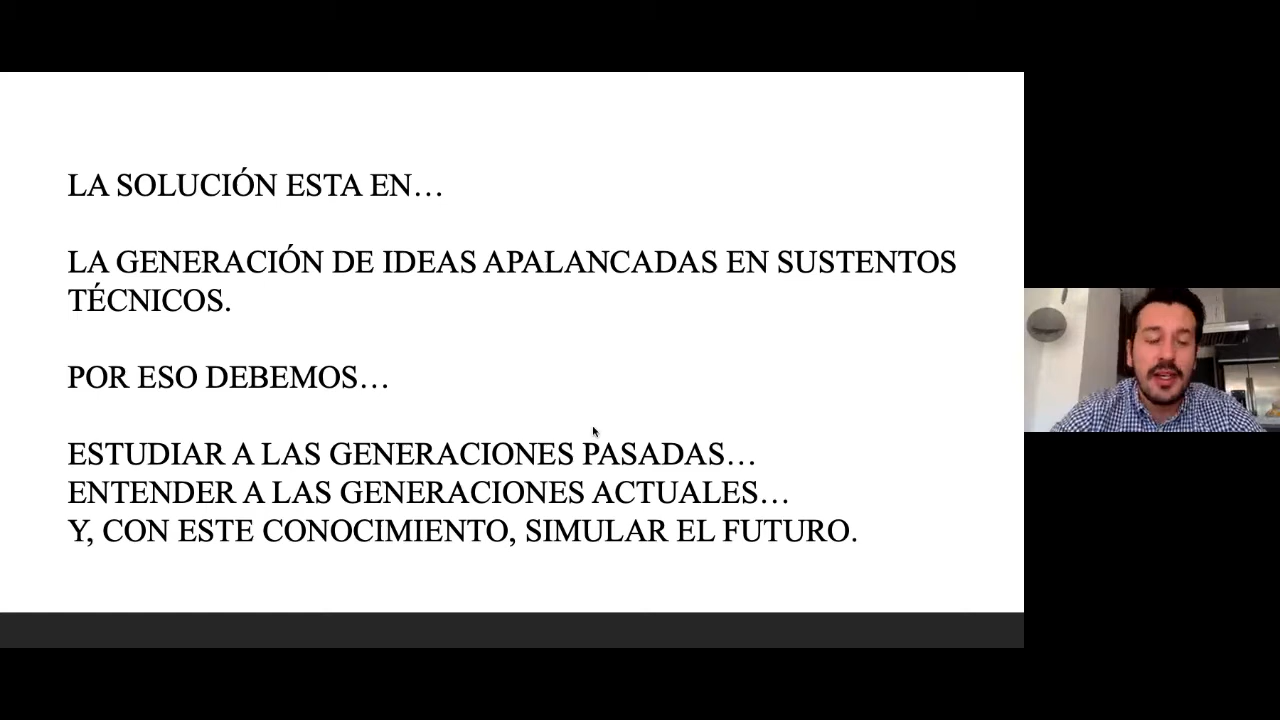 LA SOLUCIÓN ESTA EN…
LA GENERACIÓN DE IDEAS APALANCADAS EN SUSTENTOS
TÉCNICOS.
POR ESO DEBEMOS…
ESTUDIAR A LAS GENERACIONES PASADAS…
ENTENDER A LAS GENERACIONES ACTUALES…
Y, CON ESTE CONOCIMIENTO, SIMULAR EL FUTURO.